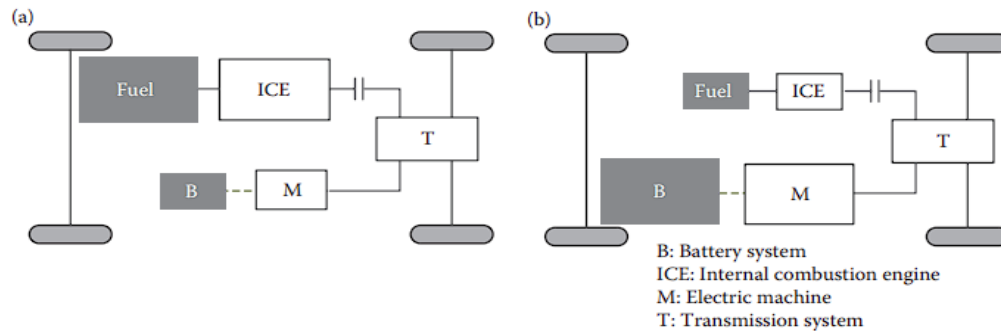 (a)
Fuel
ICE
T
B
M
(b)
Fuel
ICE
T
B
M
B: Battery system
ICE: Internal combustion engine
M: Electric machine
T: Transmission system